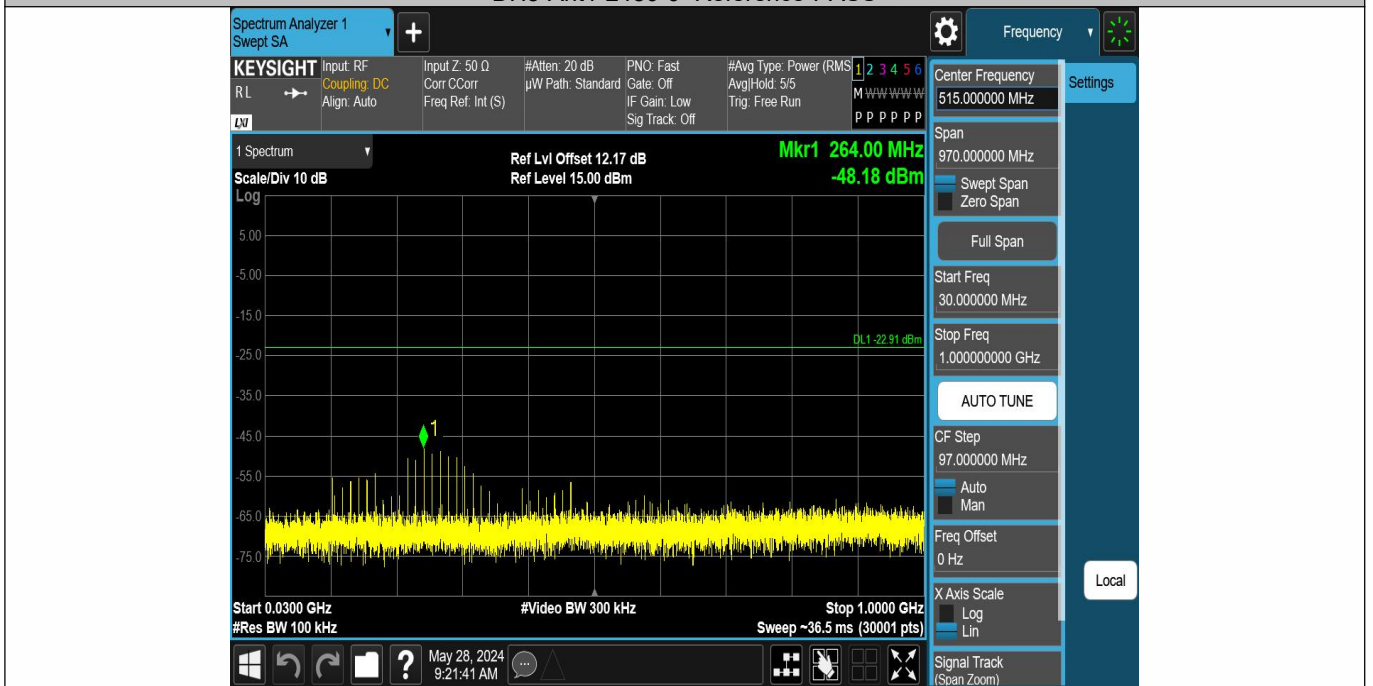 Spectrum Analyzer 1
Swept SA
+
Frequency
KEYSIGHT
RL
LXI
Input: RF
Coupling: DC
Align: Auto
Input Z: 50 Ω
Corr CCorr
Freq Ref: Int (S)
#Atten: 20 dB
µW Path: Standard
PNO: Fast
Gate: Off
IF Gain: Low
Sig Track: Off
#Avg Type: Power (RMS
Avg|Hold: 5/5
Trig: Free Run
1 2 3 4 5 6
M W W W W W
P P P P P P
1 Spectrum
Scale/Div 10 dB
Log
Ref Lvl Offset 12.17 dB
Ref Level 15.00 dBm
Mkr1 264.00 MHz
-48.18 dBm
5.00
-5.00
-15.0
DL1 -22.91 dBm
-25.0
-35.0
-45.0
1
-55.0
-65.0
-75.0
Start 0.0300 GHz
#Res BW 100 kHz
#Video BW 300 kHz
Stop 1.0000 GHz
Sweep ~36.5 ms (30001 pts)
Center Frequency
515.000000 MHz
Settings
Span
970.000000 MHz
Swept Span
Zero Span
Full Span
Start Freq
30.000000 MHz
Stop Freq
1.000000000 GHz
AUTO TUNE
CF Step
97.000000 MHz
Auto
Man
Freq Offset
0 Hz
Local
X Axis Scale
Log
Lin
Signal Track
(Span Zoom)
?
May 28, 2024
9:21:41 AM